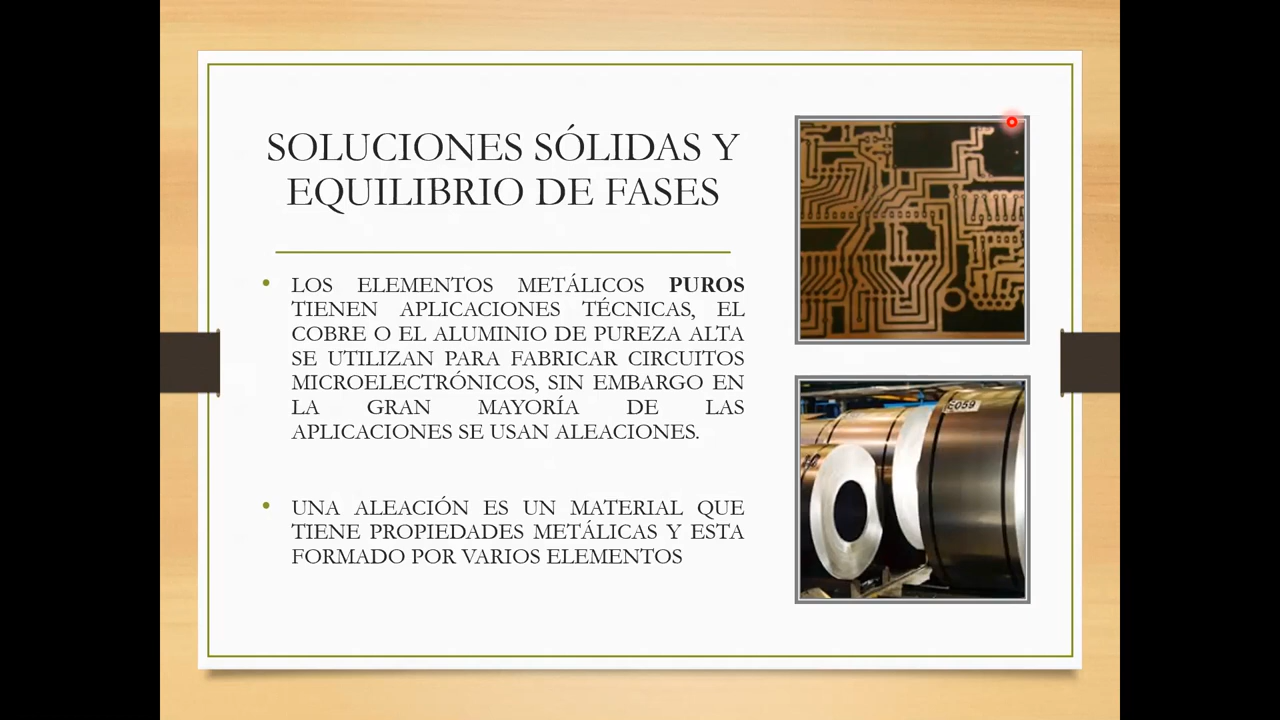 SOLUCIONES SÓLIDAS Y
EQUILIBRIO DE FASES
• LOS ELEMENTOS METÁLICOS PUROS
TIENEN APLICACIONES TÉCNICAS, EL
COBRE O EL ALUMINIO DE PUREZA ALTA
SE UTILIZAN PARA FABRICAR CIRCUITOS
MICROELECTRÓNICOS, SIN EMBARGO EN
LA GRAN MAYORÍA DE LAS
APLICACIONES SE USAN ALEACIONES.
• UNA ALEACIÓN ES UN MATERIAL QUE
TIENE PROPIEDADES METÁLICAS Y ESTA
FORMADO POR VARIOS ELEMENTOS
E059